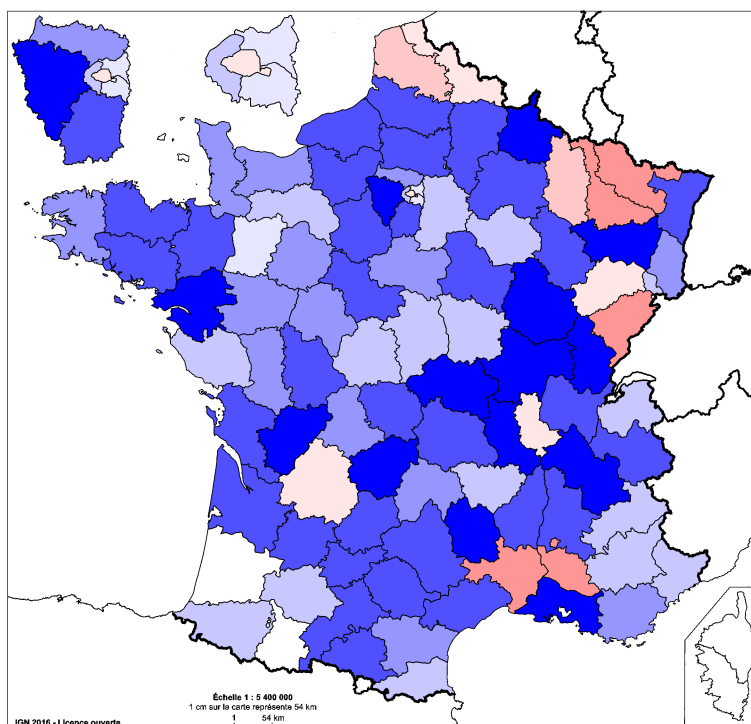 Échelle 1 : 5 400 000
1 cm sur la carte représente 54 km
1 54 km
IGN 2016 - Licence ouverte